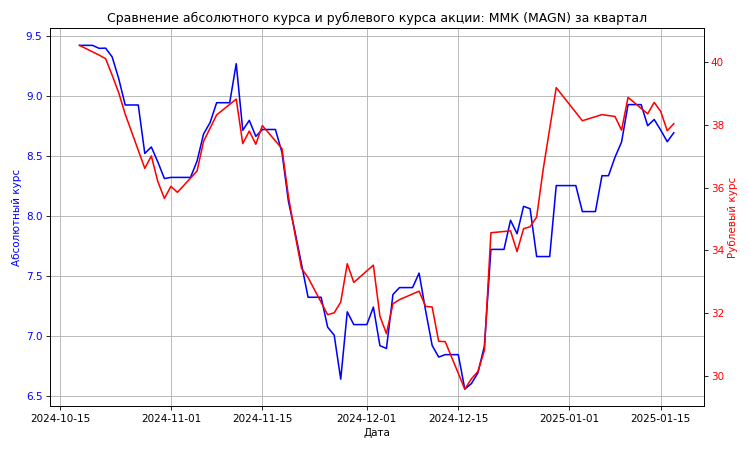 Сравнение абсолютного курса и рублевого курса акции: ММК (MAGN) за квартал
9.5
9.0
8.5
8.0
7.5
7.0
6.5
Абсолютный курс
40
38
36
34
32
30
Рублевый курс
2024-10-15 2024-11-01 2024-11-15 2024-12-01 2024-12-15 2025-01-01 2025-01-15
Дата